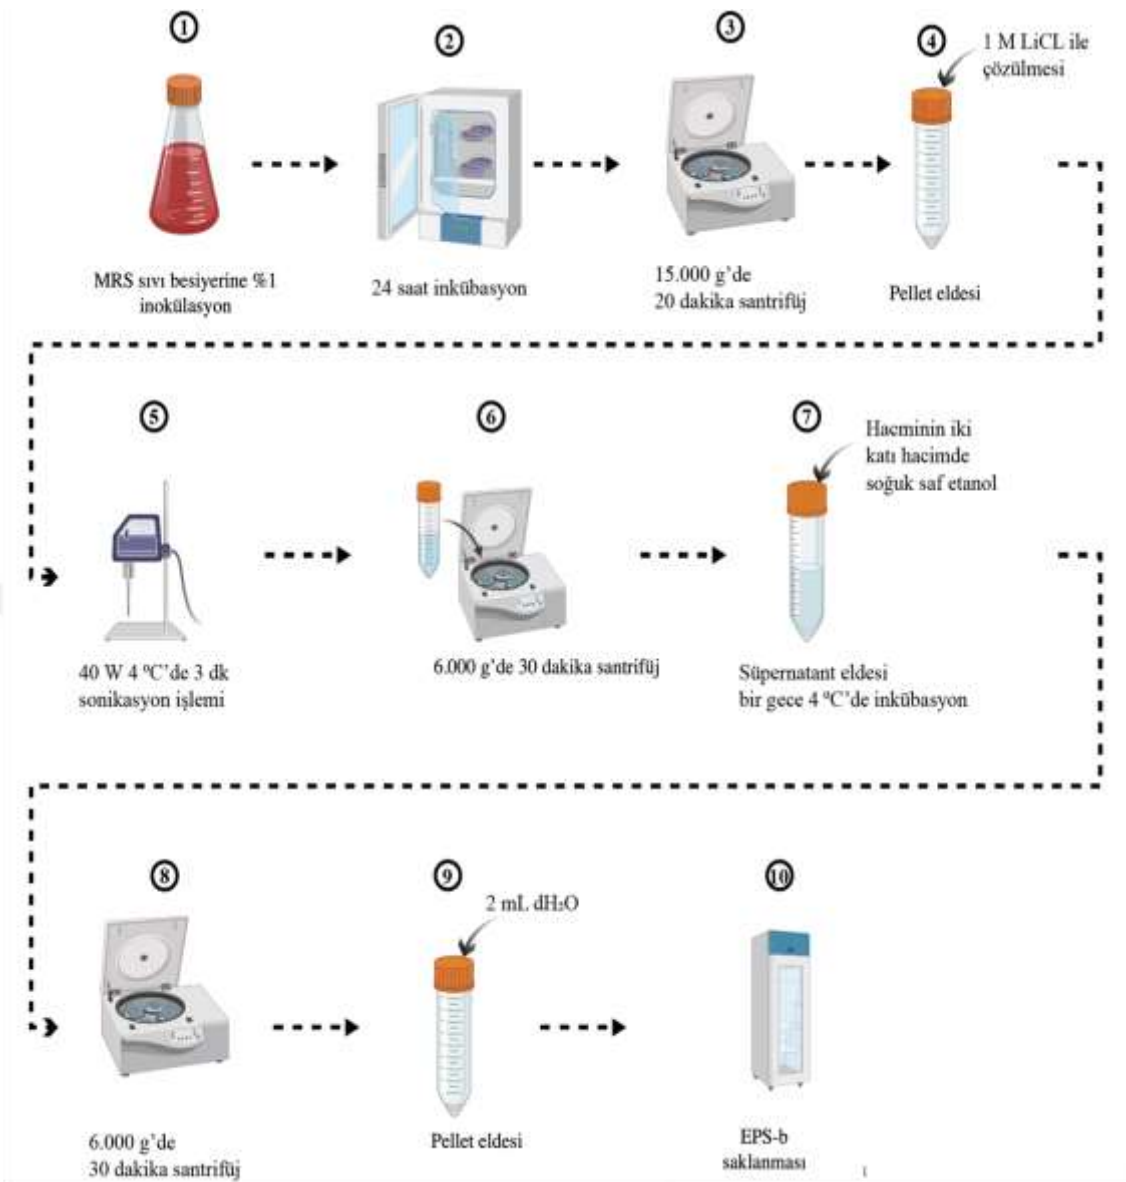 1
MRS sıvı besiyerine %1
inokülasyon
2
24 saat inkübasyon
3
15.000 g’de
20 dakika santrifüj
4
1 M LiCL ile
çözülmesi
Pellet eldesi
5
40 W 4 ºC’de 3 dk
sonikasyon işlemi
6
6.000 g’de 30 dakika santrifüj
7
Hacminin iki
katı hacimde
soğuk saf etanol
Süpernatant eldesi
bir gece 4 ºC’de inkübasyon
8
6.000 g’de
30 dakika santrifüj
9
2 mL dH₂O
Pellet eldesi
10
EPS-b
saklanması
1